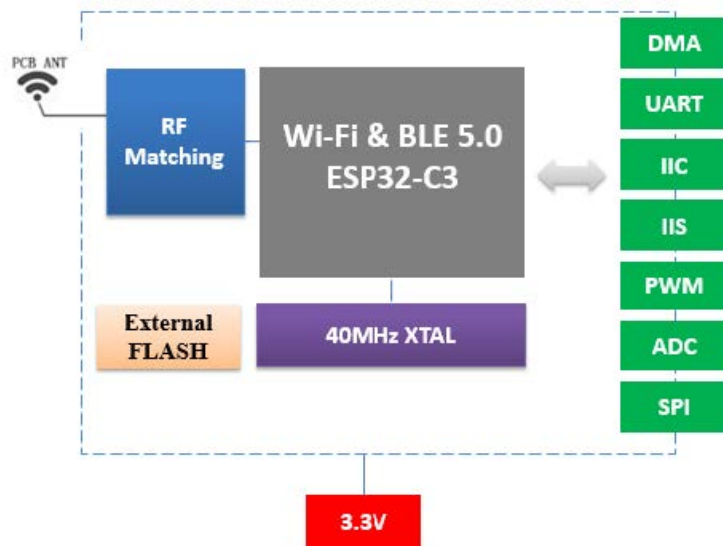 PCB ANT
RF
Matching
Wi-Fi & BLE 5.0
ESP32-C3
External
FLASH
40MHz XTAL
DMA
UART
IIC
IIS
PWM
ADC
SPI
3.3V